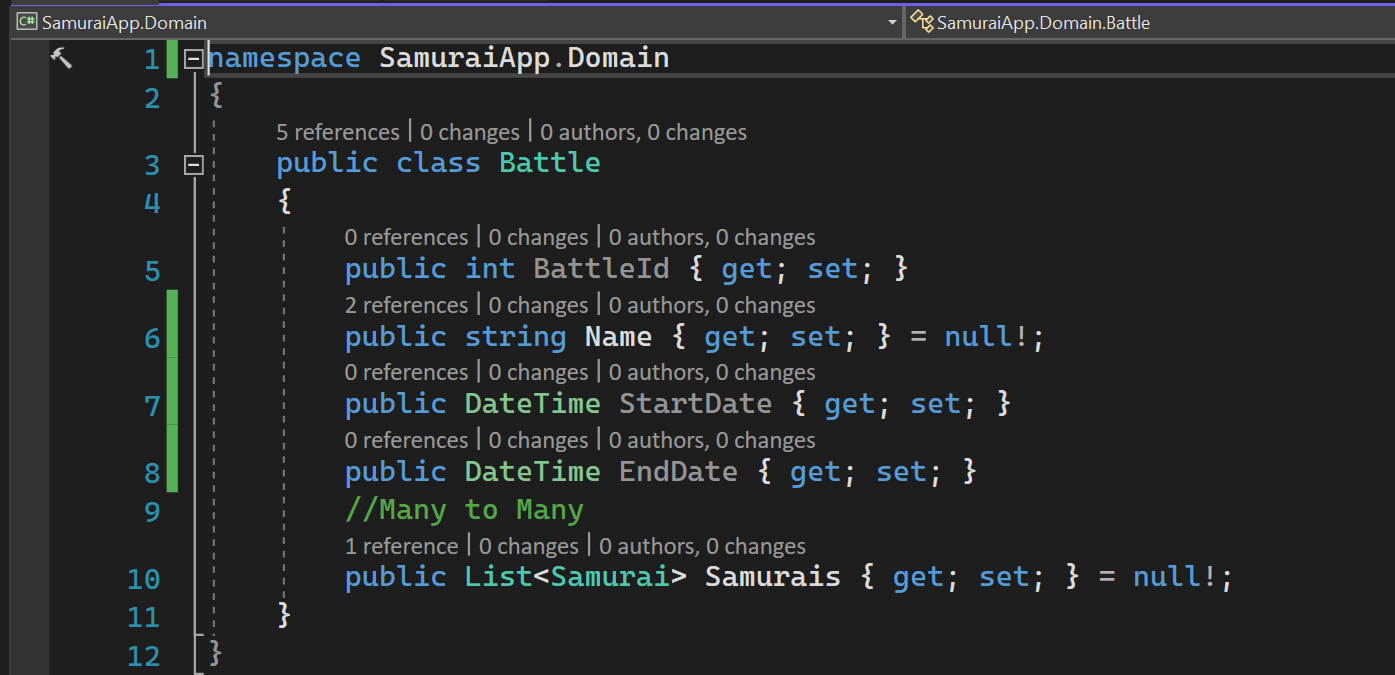 C# SamuraiApp.Domain SamuraiApp.Domain.Battle
1 namespace SamuraiApp.Domain
2 {
5 references | 0 changes | 0 authors, 0 changes
3 public class Battle
4 {
0 references | 0 changes | 0 authors, 0 changes
5 public int BattleId { get; set; }
2 references | 0 changes | 0 authors, 0 changes
6 public string Name { get; set; } = null!;
0 references | 0 changes | 0 authors, 0 changes
7 public DateTime StartDate { get; set; }
0 references | 0 changes | 0 authors, 0 changes
8 public DateTime EndDate { get; set; }
9 //Many to Many
1 reference | 0 changes | 0 authors, 0 changes
10 public List<Samurai> Samurais { get; set; } = null!;
11 }
12 }